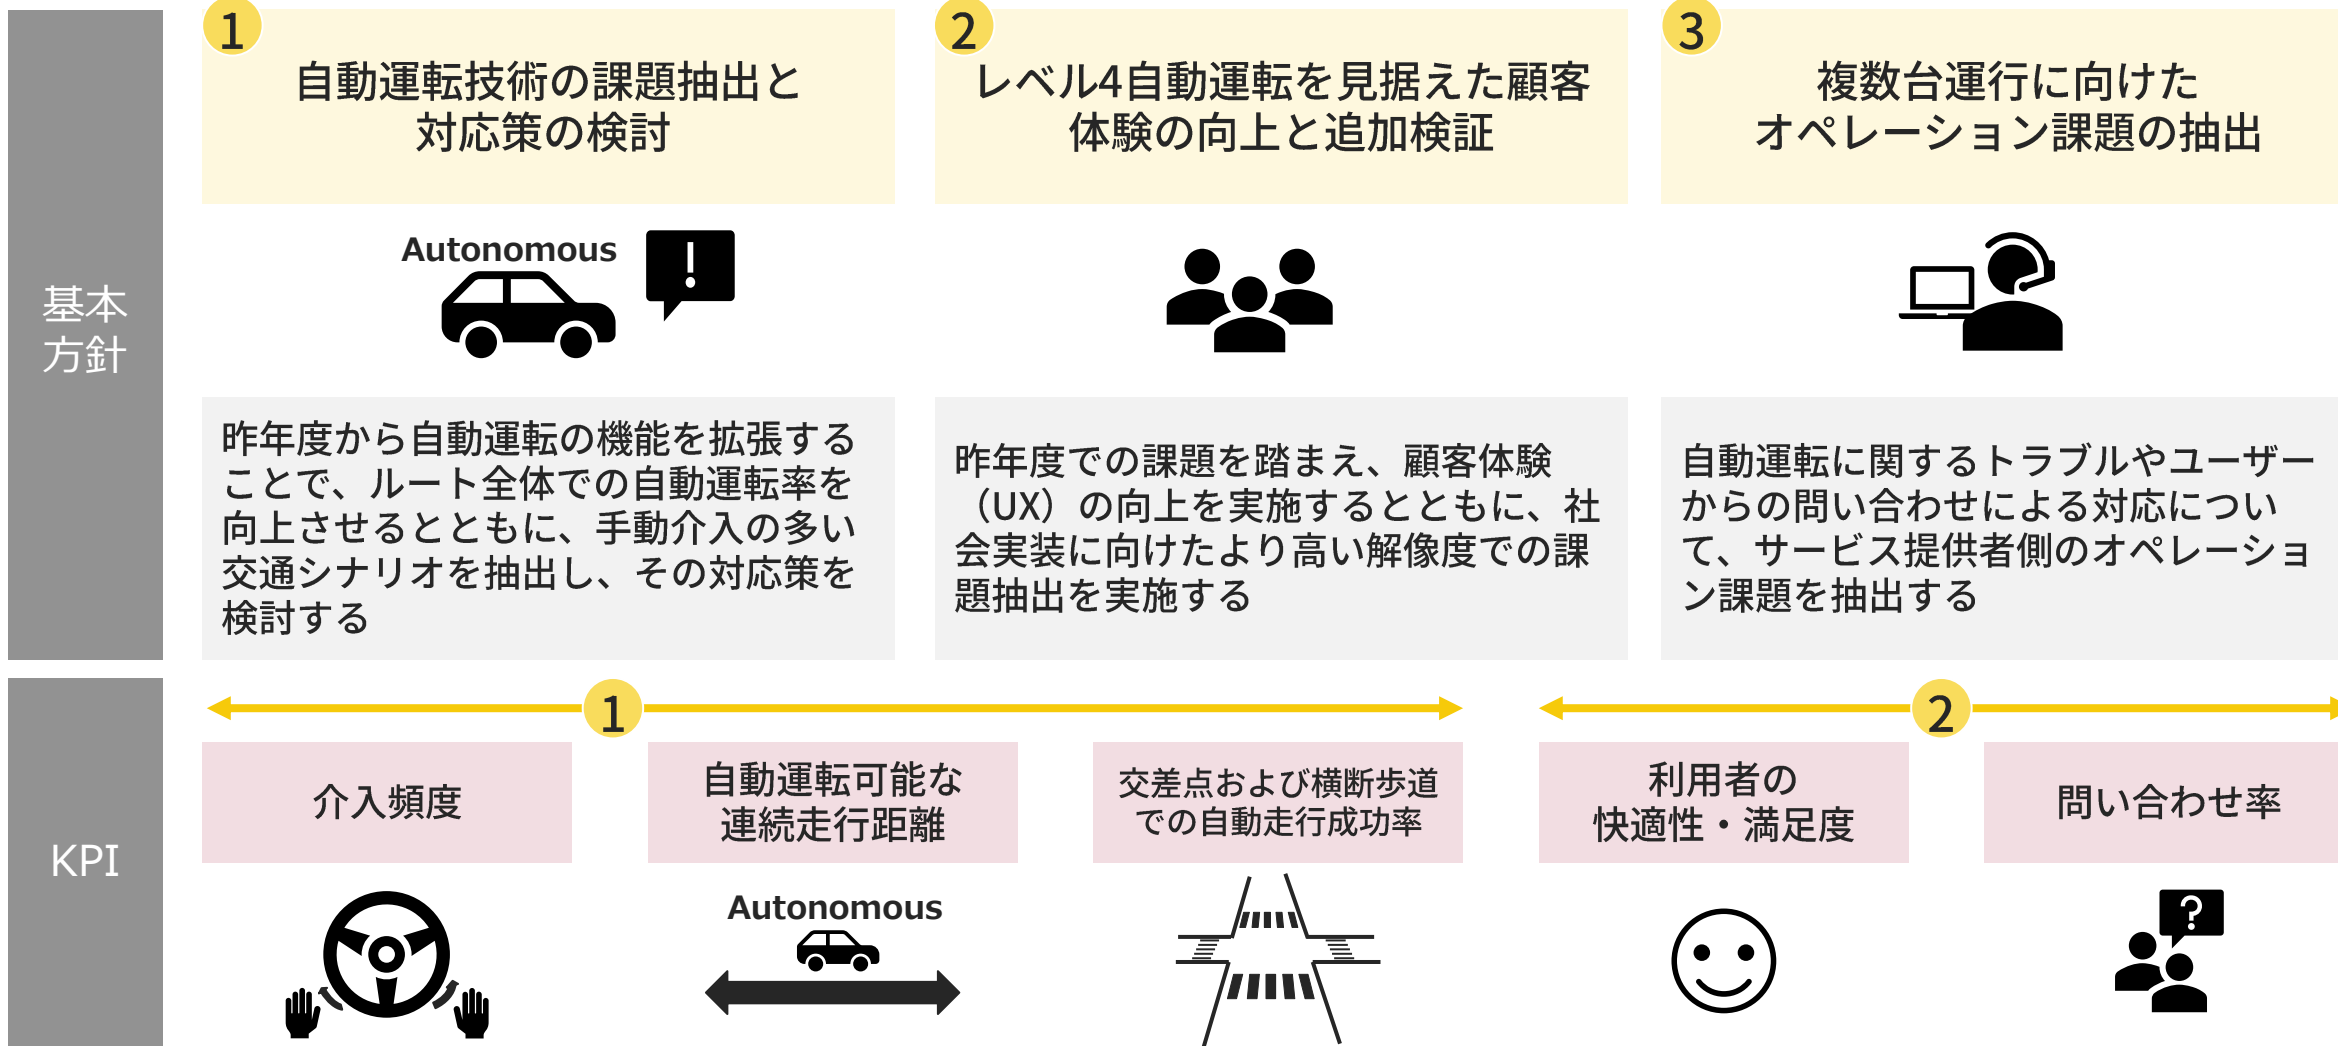 基本
方針
1
自動運転技術の課題抽出と
対応策の検討
Autonomous
!
昨年度から自動運転の機能を拡張する
ことで、ルート全体での自動運転率を
向上させるとともに、手動介入の多い
交通シナリオを抽出し、その対応策を
検討する
2
レベル4自動運転を見据えた顧客
体験の向上と追加検証
昨年度での課題を踏まえ、顧客体験
（UX）の向上を実施するとともに、社
会実装に向けたより高い解像度での課
題抽出を実施する
3
複数台運行に向けた
オペレーション課題の抽出
自動運転に関するトラブルやユーザー
からの問い合わせによる対応につい
て、サービス提供者側のオペレーショ
ン課題を抽出する
KPI
1
介入頻度
自動運転可能な
連続走行距離
Autonomous
交差点および横断歩道
での自動走行成功率
2
利用者の
快適性・満足度
問い合わせ率
?